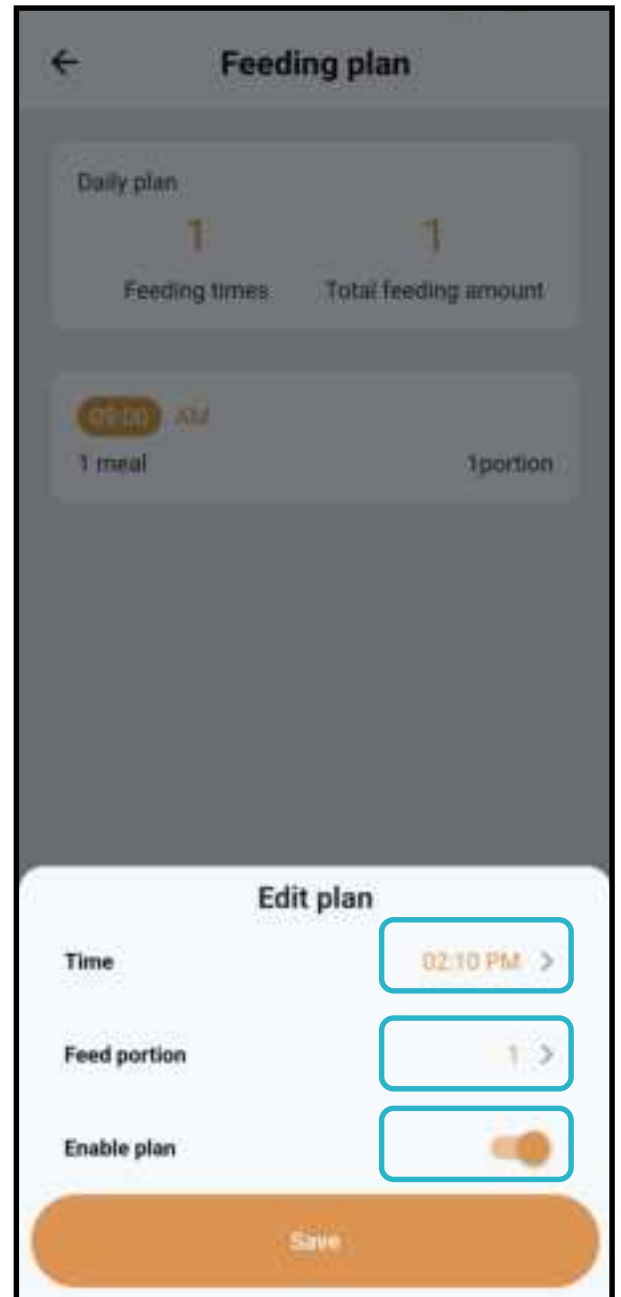 Feeding plan
Daily plan
1 1
Feeding times Total feeding amount
09:00 AM
1 meal 1portion
Edit plan
Time 02:10 PM
Feed portion 1
Enable plan
Save